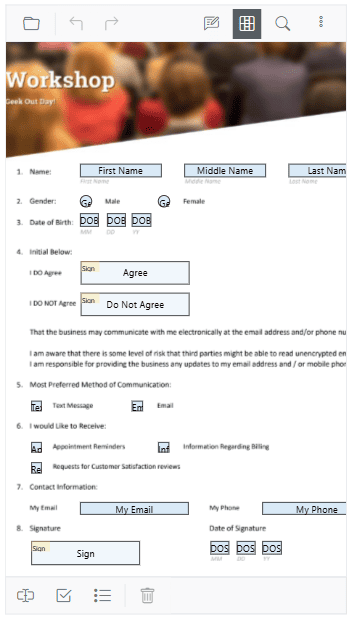 Workshop
Geek Out Day!
1. Name: First Name Middle Name Last Nam
First Name Middle Name Last Name
2. Gender: Ge Male Ge Female
3. Date of Birth: DOB DOB DOB
MM DD YY
4. Initial Below:
I DO Agree Sign Agree
I DO NOT Agree Sign Do Not Agree
That the business may communicate with me electronically at the email address and/or phone nu
I am aware that there is some level of risk that third parties might be able to read unencrypted en
I am responsible for providing the business any updates to my email address and / or mobile phon
5. Most Preferred Method of Communication:
Te Text Message Em Email
6. I would Like to Receive:
Ap Appointment Reminders Inf Information Regarding Billing
Re Requests for Customer Satisfaction reviews
7. Contact Information:
My Email My Email My Phone My Phone
8. Signature Date of Signature
Sign Sign DOS DOS DOS
MM DD YY